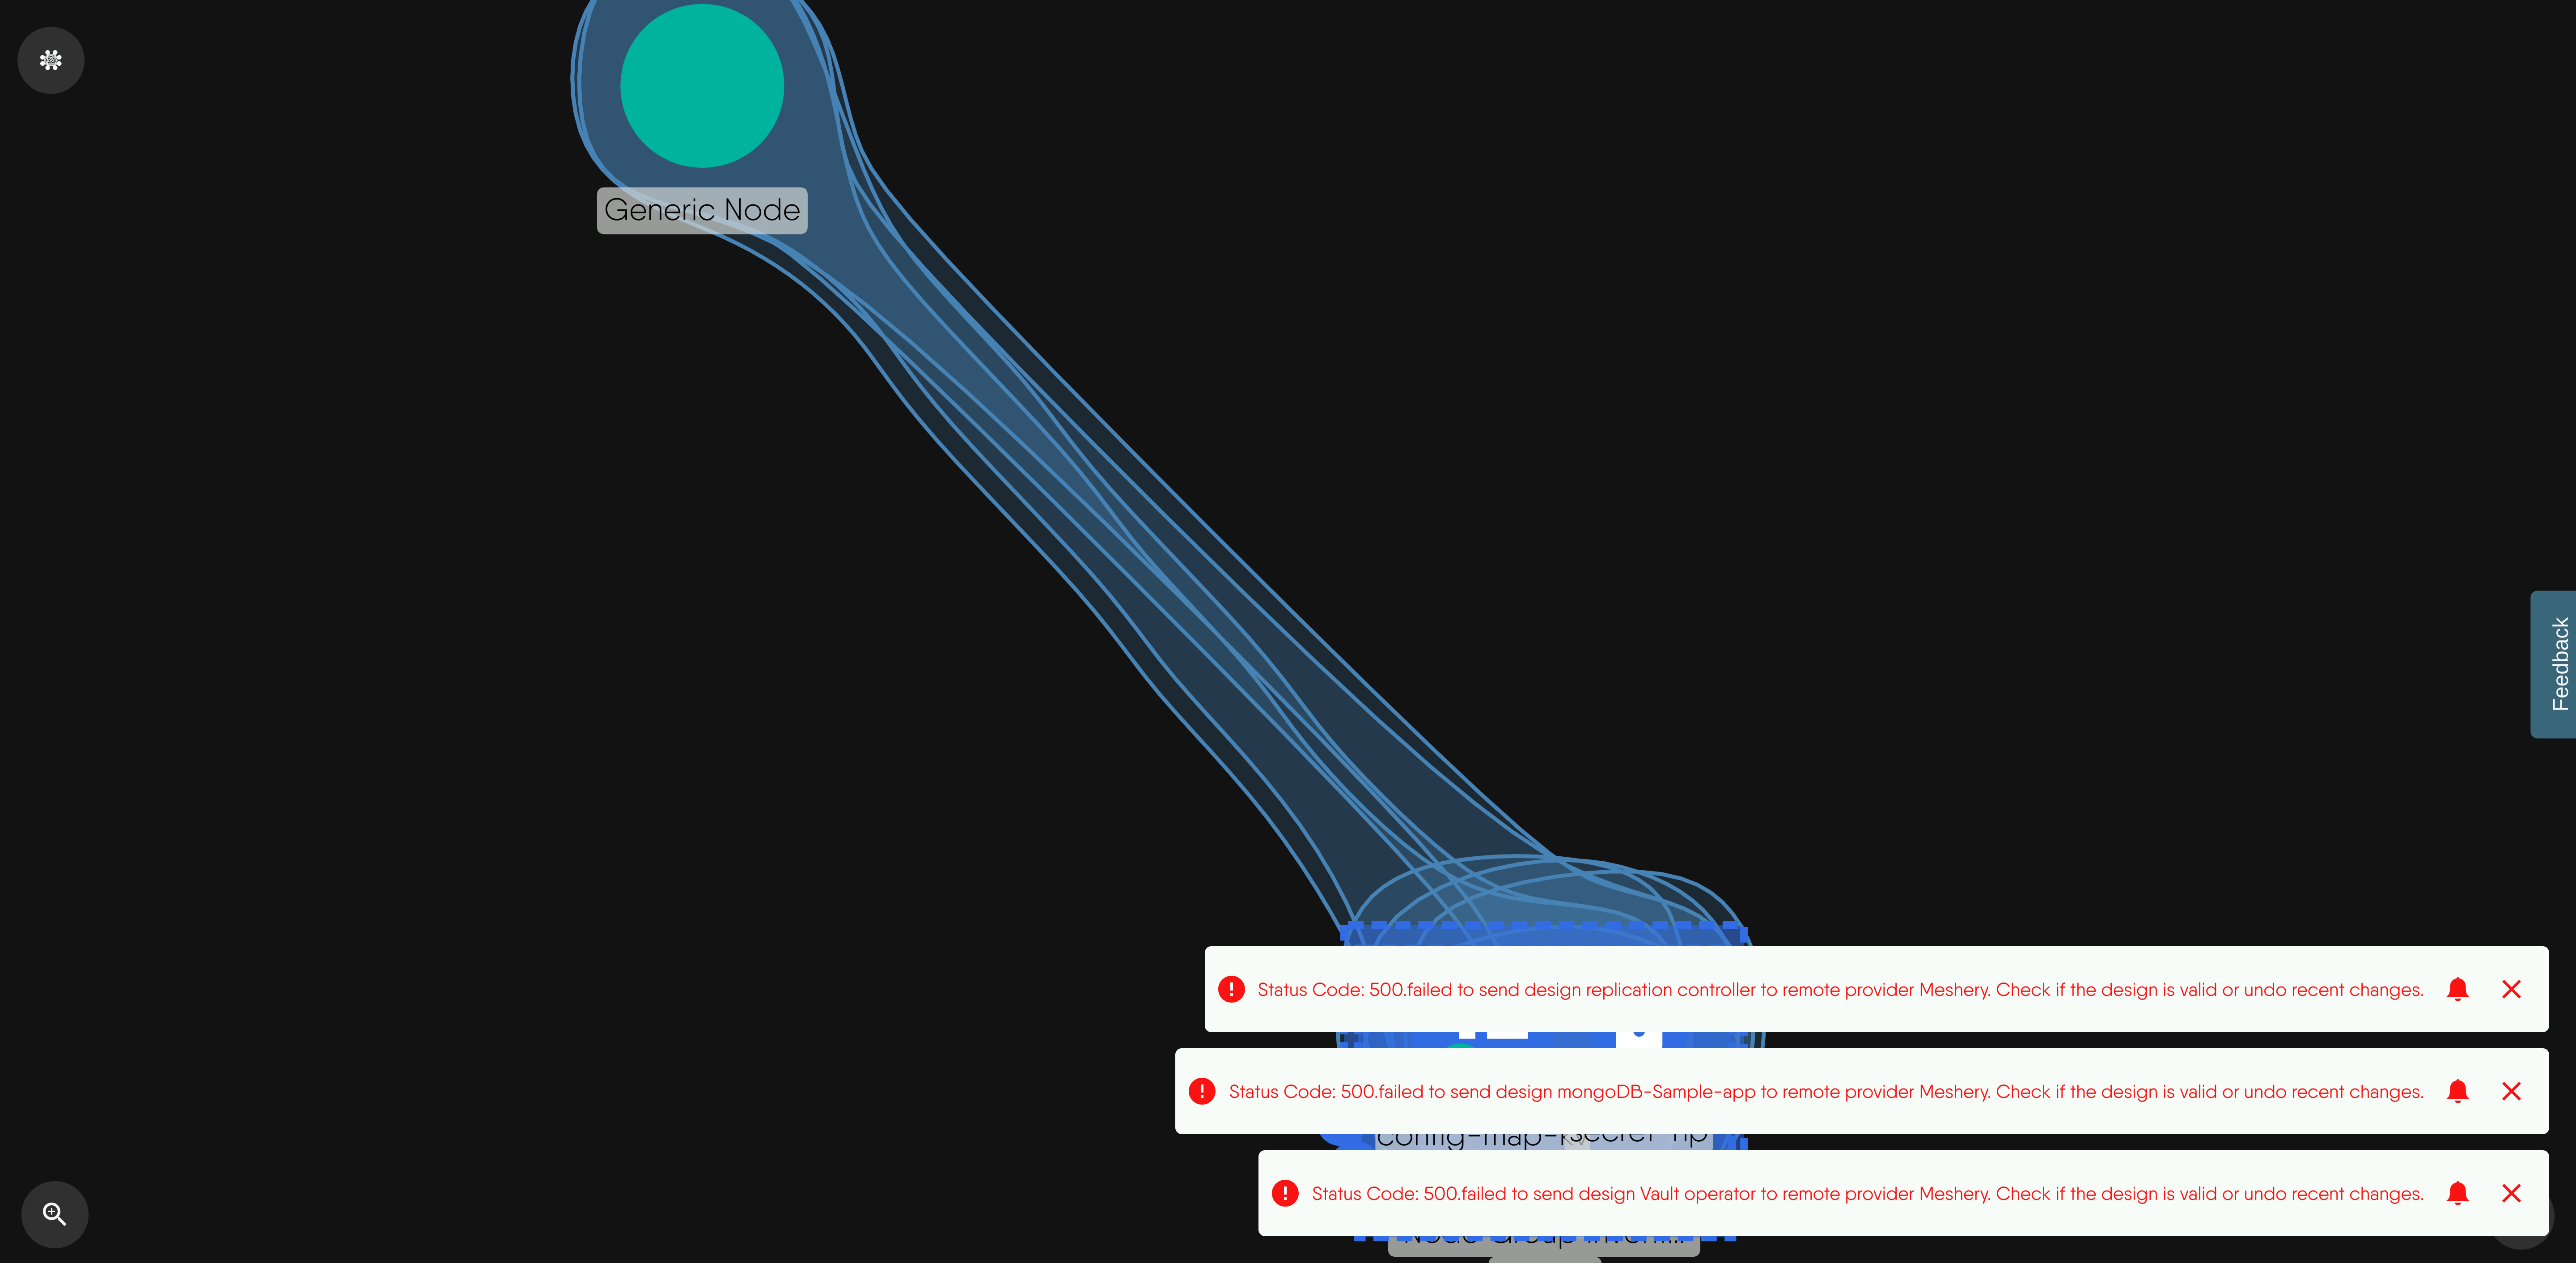 Generic Node
Feedback
Status Code: 500.failed to send design replication controller to remote provider Meshery. Check if the design is valid or undo recent changes.
Status Code: 500.failed to send design mongoDB-Sample-app to remote provider Meshery. Check if the design is valid or undo recent changes.
config-map-
secret
Status Code: 500.failed to send design Vault operator to remote provider Meshery. Check if the design is valid or undo recent changes.
Node Group